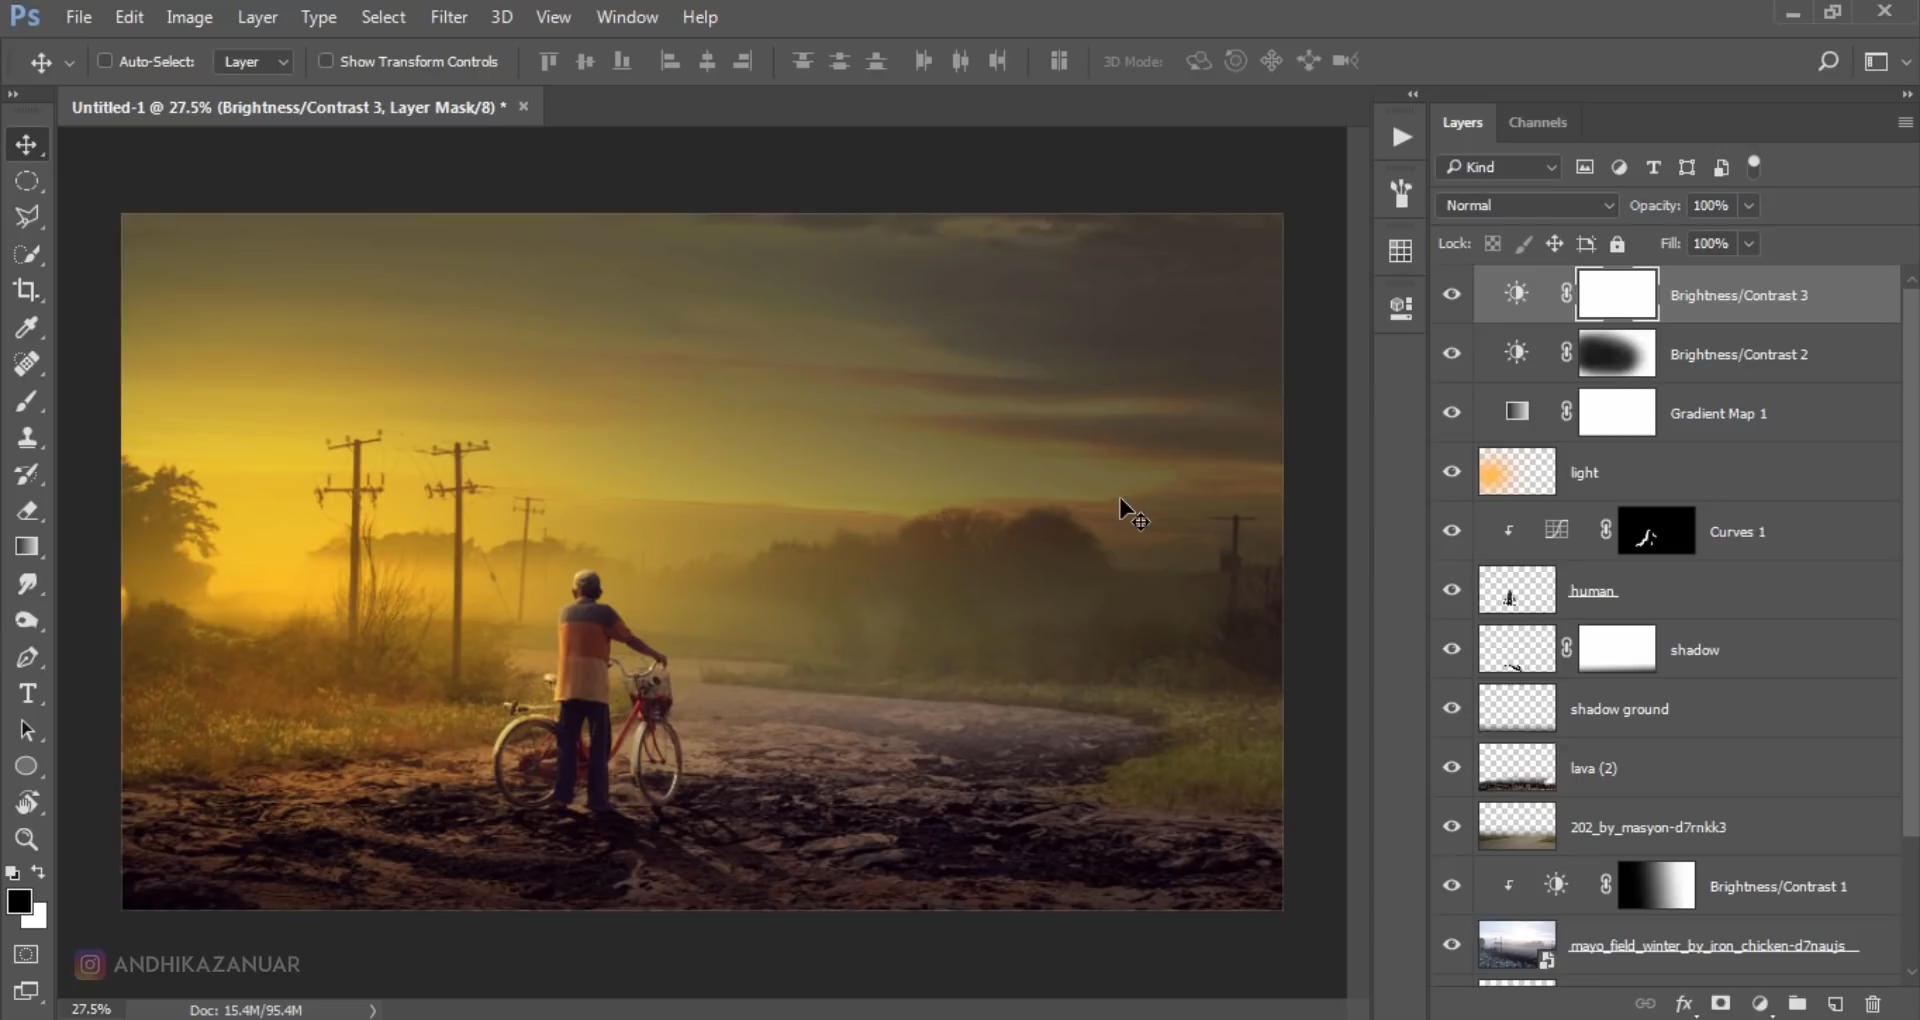 Ps File Edit Image Layer Type Select Filter 3D View Window Help
Auto-Select: Layer Show Transform Controls 3D Mode:
Untitled-1 @ 27.5% (Brightness/Contrast 3, Layer Mask/8) *
Layers Channels
Kind
Normal Opacity: 100%
Lock: Fill: 100%
Brightness/Contrast 3
Brightness/Contrast 2
Gradient Map 1
light
Curves 1
human
shadow
shadow ground
lava (2)
202_by_masyon-d7rnkk3
Brightness/Contrast 1
mayo_field_winter_by_iron_chicken-d7naujs
ANDHIKAZANUAR
27.5% Doc: 15.4M/95.4M
fx